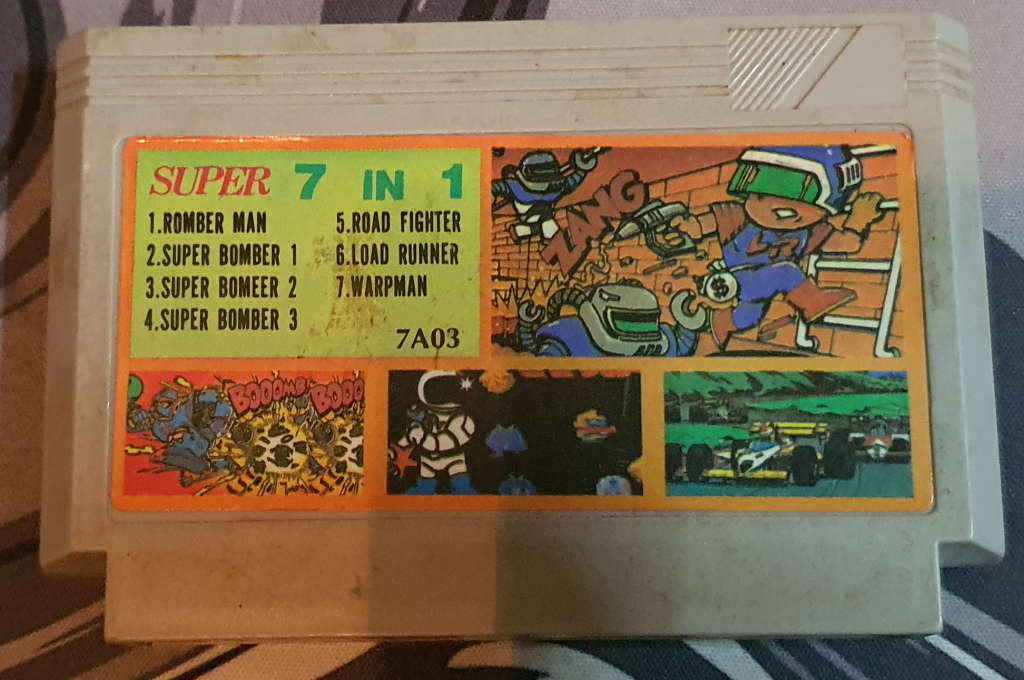 SUPER 7 IN 1
1.ROMBER MAN
2.SUPER BOMBER 1
3.SUPER BOMEER 2
4.SUPER BOMBER 3
5.ROAD FIGHTER
6.LOAD RUNNER
7.WARPMAN
7A03
ZANG
$
BOOOMB BOOO